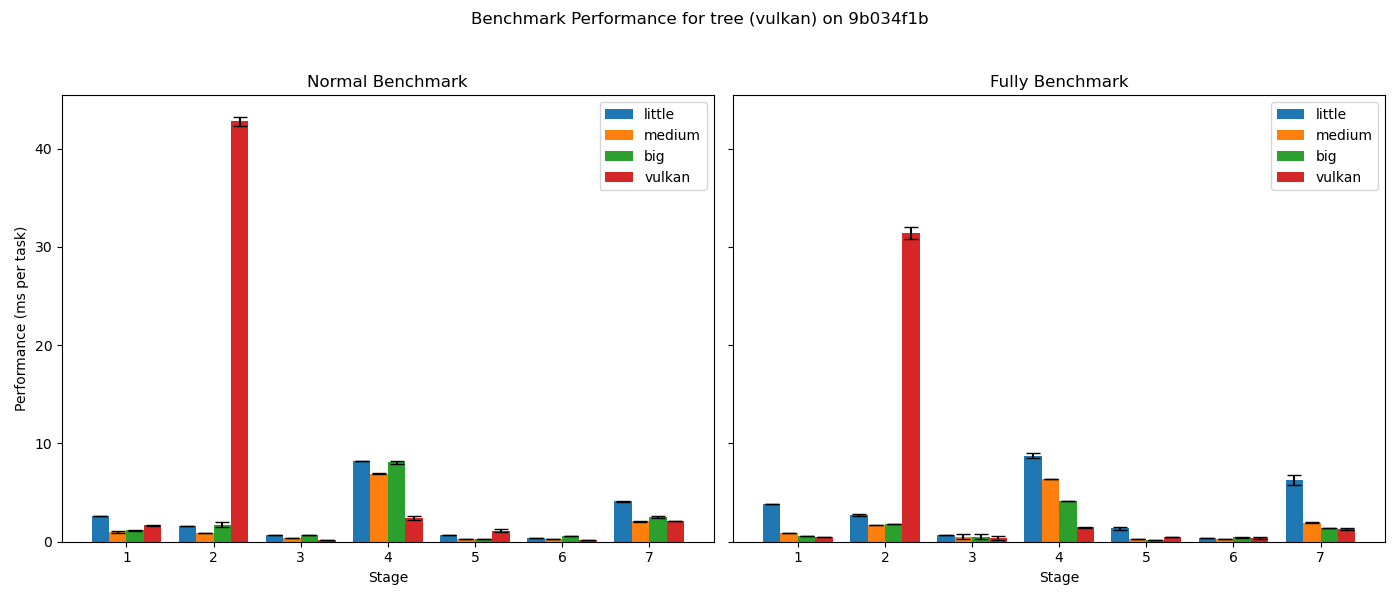 Benchmark Performance for tree (vulkan) on 9b034f1b
Normal Benchmark
Performance (ms per task)
40
30
20
10
0
little
medium
big
vulkan
1 2 3 4 5 6 7
Stage
Fully Benchmark
little
medium
big
vulkan
1 2 3 4 5 6 7
Stage